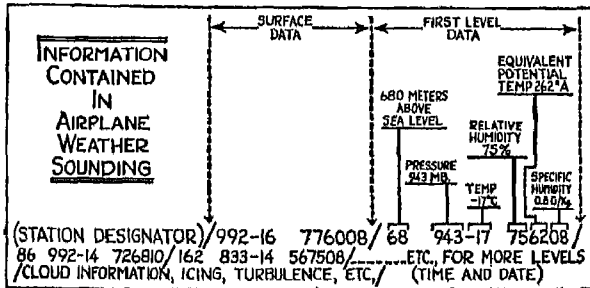 INFORMATION
CONTAINED
IN
AIRPLANE
WEATHER
SOUNDING
SURFACE
DATA
FIRST LEVEL
DATA
EQUIVALENT
POTENTIAL
TEMP 262°A
680 METERS
ABOVE
SEA LEVEL
RELATIVE
HUMIDITY
75%
PRESSURE
943 MB.
TEMP
-17°C
SPECIFIC
HUMIDITY
(STATION DESIGNATOR)/992-16 776008/68 943-17 756208/
86 992-14 726810/162 833-14 567508/......ETC., FOR MORE LEVELS
/CLOUD INFORMATION, ICING, TURBULENCE, ETC,/ (TIME AND DATE)